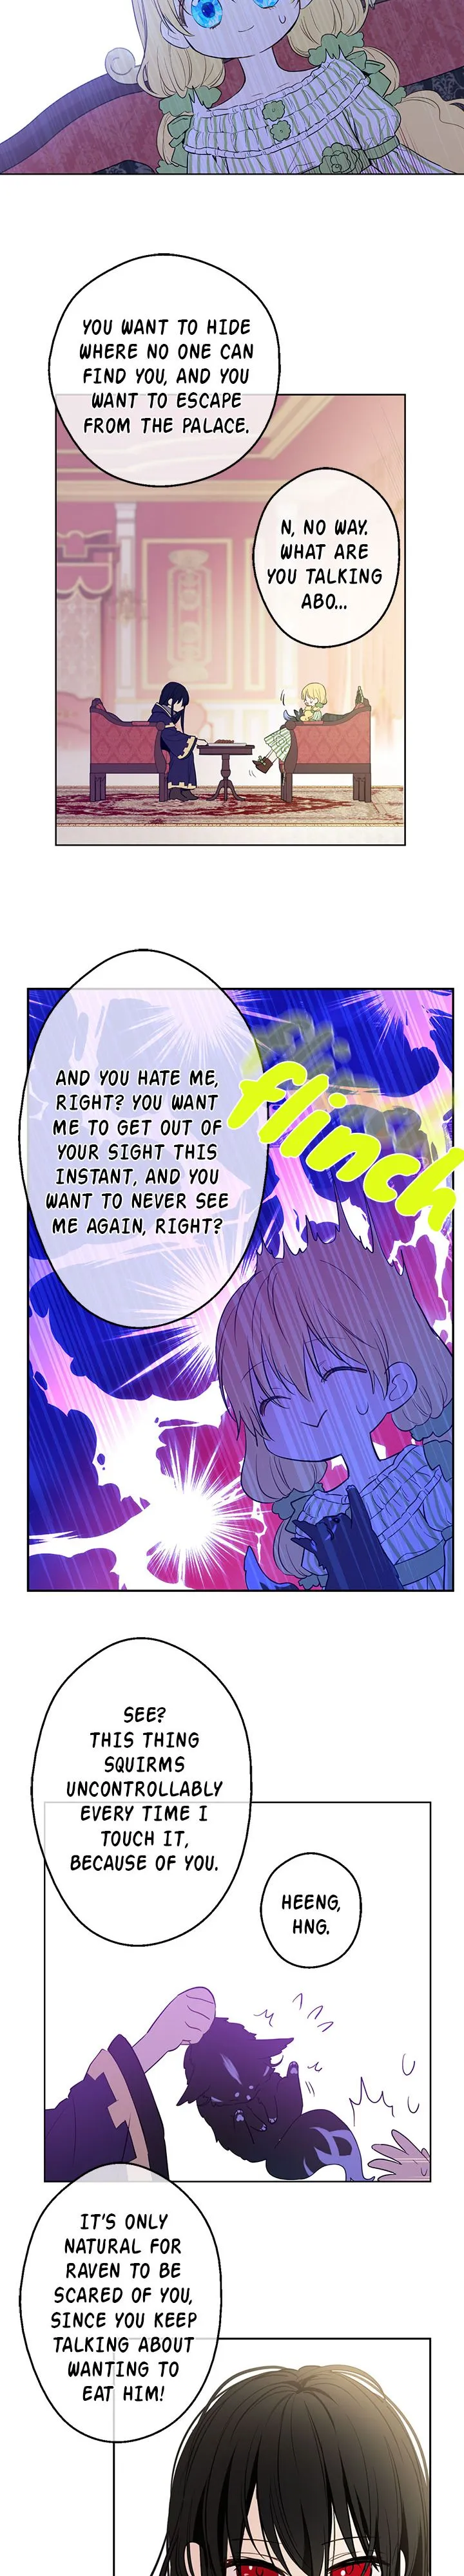 YOU WANT TO HIDE
WHERE NO ONE CAN
FIND YOU, AND YOU
WANT TO ESCAPE
FROM THE PALACE.
N, NO WAY.
WHAT ARE
YOU TALKING
ABO...
AND YOU HATE ME,
RIGHT? YOU WANT
ME TO GET OUT OF
YOUR SIGHT THIS
INSTANT, AND YOU
WANT TO NEVER SEE
ME AGAIN, RIGHT?
flinch
SEE?
THIS THING
SQUIRMS
UNCONTROLLABLY
EVERY TIME I
TOUCH IT,
BECAUSE OF YOU.
HEENG,
HNG.
IT'S ONLY
NATURAL FOR
RAVEN TO BE
SCARED OF YOU,
SINCE YOU KEEP
TALKING ABOUT
WANTING TO
EAT HIM!